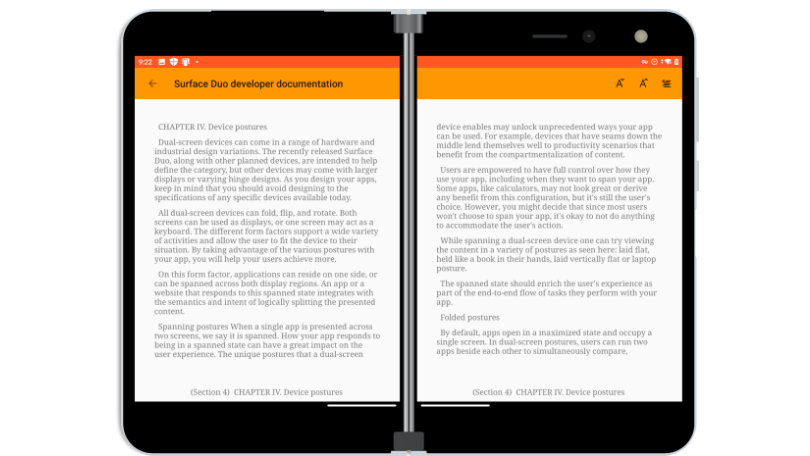 9:22
Surface Duo developer documentation
CHAPTER IV. Device postures
Dual-screen devices can come in a range of hardware and
industrial design variations. The recently released Surface
Duo, along with other planned devices, are intended to help
define the category, but other devices may come with larger
displays or varying hinge designs. As you design your apps,
keep in mind that you should avoid designing to the
specifications of any specific devices available today.
All dual-screen devices can fold, flip, and rotate. Both
screens can be used as displays, or one screen may act as a
keyboard. The different form factors support a wide variety
of activities and allow the user to fit the device to their
situation. By taking advantage of the various postures with
your app, you will help your users achieve more.
On this form factor, applications can reside on one side, or
can be spanned across both display regions. An app or a
website that responds to this spanned state integrates with
the semantics and intent of logically splitting the presented
content.
Spanning postures When a single app is presented across
two screens, we say it is spanned. How your app responds to
being in a spanned state can have a great impact on the
user experience. The unique postures that a dual-screen
(Section 4) CHAPTER IV. Device postures
A
A
device enables may unlock unprecedented ways your app
can be used. For example, devices that have seams down the
middle lend themselves well to productivity scenarios that
benefit from the compartmentalization of content.
Users are empowered to have full control over how they
use your app, including when they want to span your app.
Some apps, like calculators, may not look great or derive
any benefit from this configuration, but it's still the user's
choice. However, you might decide that since most users
won't choose to span your app, it's okay to not do anything
to accommodate the user's action.
While spanning a dual-screen device one can try viewing
the content in a variety of postures as seen here: laid flat,
held like a book in their hands, laid vertically flat or laptop
posture.
The spanned state should enrich the user's experience as
part of the end-to-end flow of tasks they perform with your
app.
Folded postures
By default, apps open in a maximized state and occupy a
single screen. In dual-screen postures, users can run two
apps beside each other to simultaneously compare,
(Section 4) CHAPTER IV. Device postures